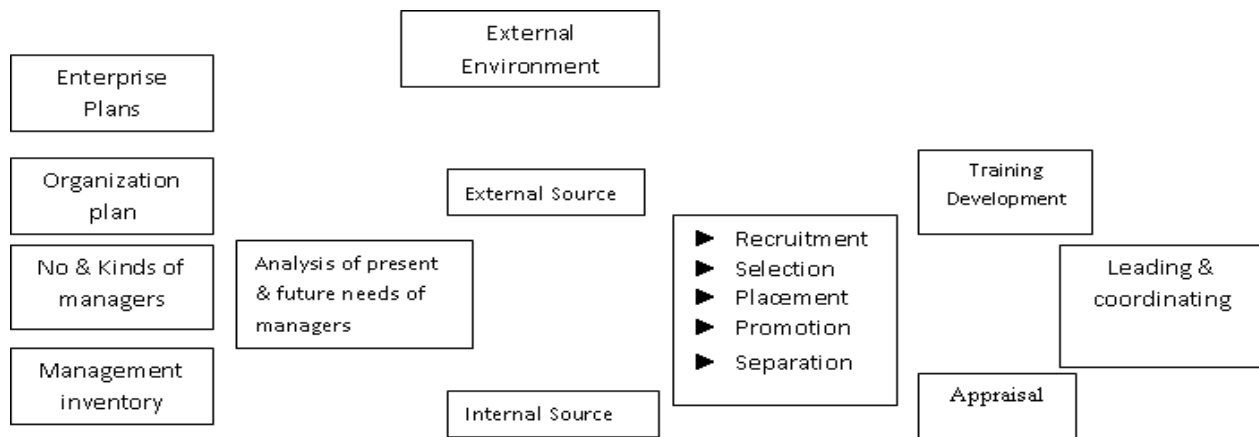 External
Environment
Enterprise
Plans
Organization
plan
External Source
Training
Development
No & Kinds of
managers
Analysis of present
& future needs of
managers
► Recruitment
► Selection
► Placement
► Promotion
► Separation
Leading &
coordinating
Management
inventory
Internal Source
Appraisal